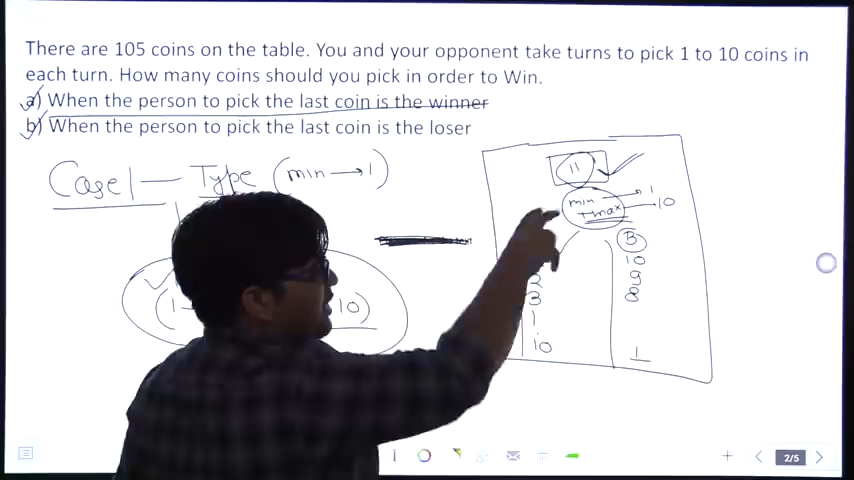 There are 105 coins on the table. You and your opponent take turns to pick 1 to 10 coins in
each turn. How many coins should you pick in order to Win.
a) When the person to pick the last coin is the winner
b) When the person to pick the last coin is the loser
Case1 — Type (min → 1)
11
min → 1
+max → 10
B
10
2 9
3 8
1
10 1
(1 - 10)
2/5